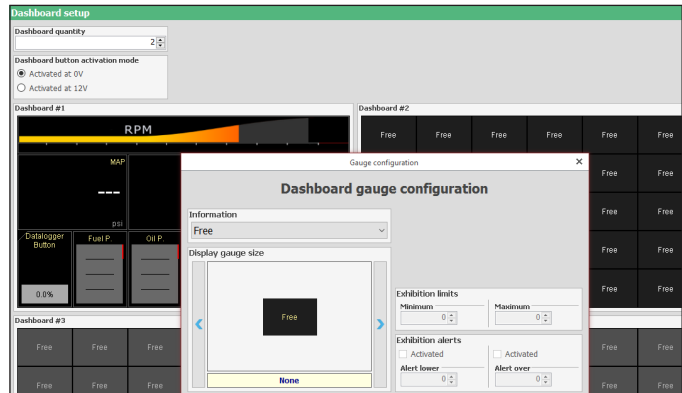 Dashboard setup
Dashboard quantity
2
Dashboard button activation mode
Activated at 0V
Activated at 12V
Dashboard #1
RPM
MAP
---
psi
Datalogger
Button
0.0%
Fuel P.
Oil P.
Dashboard #2
Free Free Free Free Free Free
Free
Free
Free
Free
Dashboard #3
Free Free Free
Free Free Free
Free
Free
Gauge configuration
Dashboard gauge configuration
Information
Free
Display gauge size
Free
None
Exhibition limits
Minimum Maximum
0 0
Exhibition alerts
Activated Activated
Alert lower Alert over
0 0